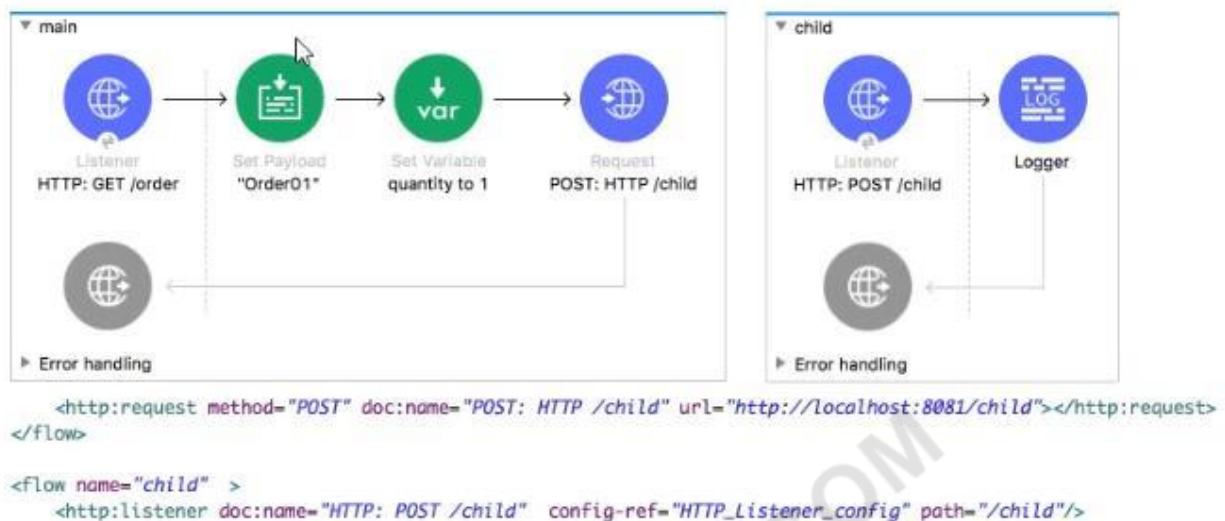 main
child
var
LOG
Listener
HTTP: GET /order
Set Payload
"Order01"
Set Variable
quantity to 1
Request
POST: HTTP /child
Listener
HTTP: POST /child
Logger
Error handling
Error handling
<http:request method="POST" doc:name="POST: HTTP /child" url="http://localhost:8081/child"></http:request>
</flow>
<flow name="child" >
<http:listener doc:name="HTTP: POST /child" config-ref="HTTP_Listener_config" path="/child"/>